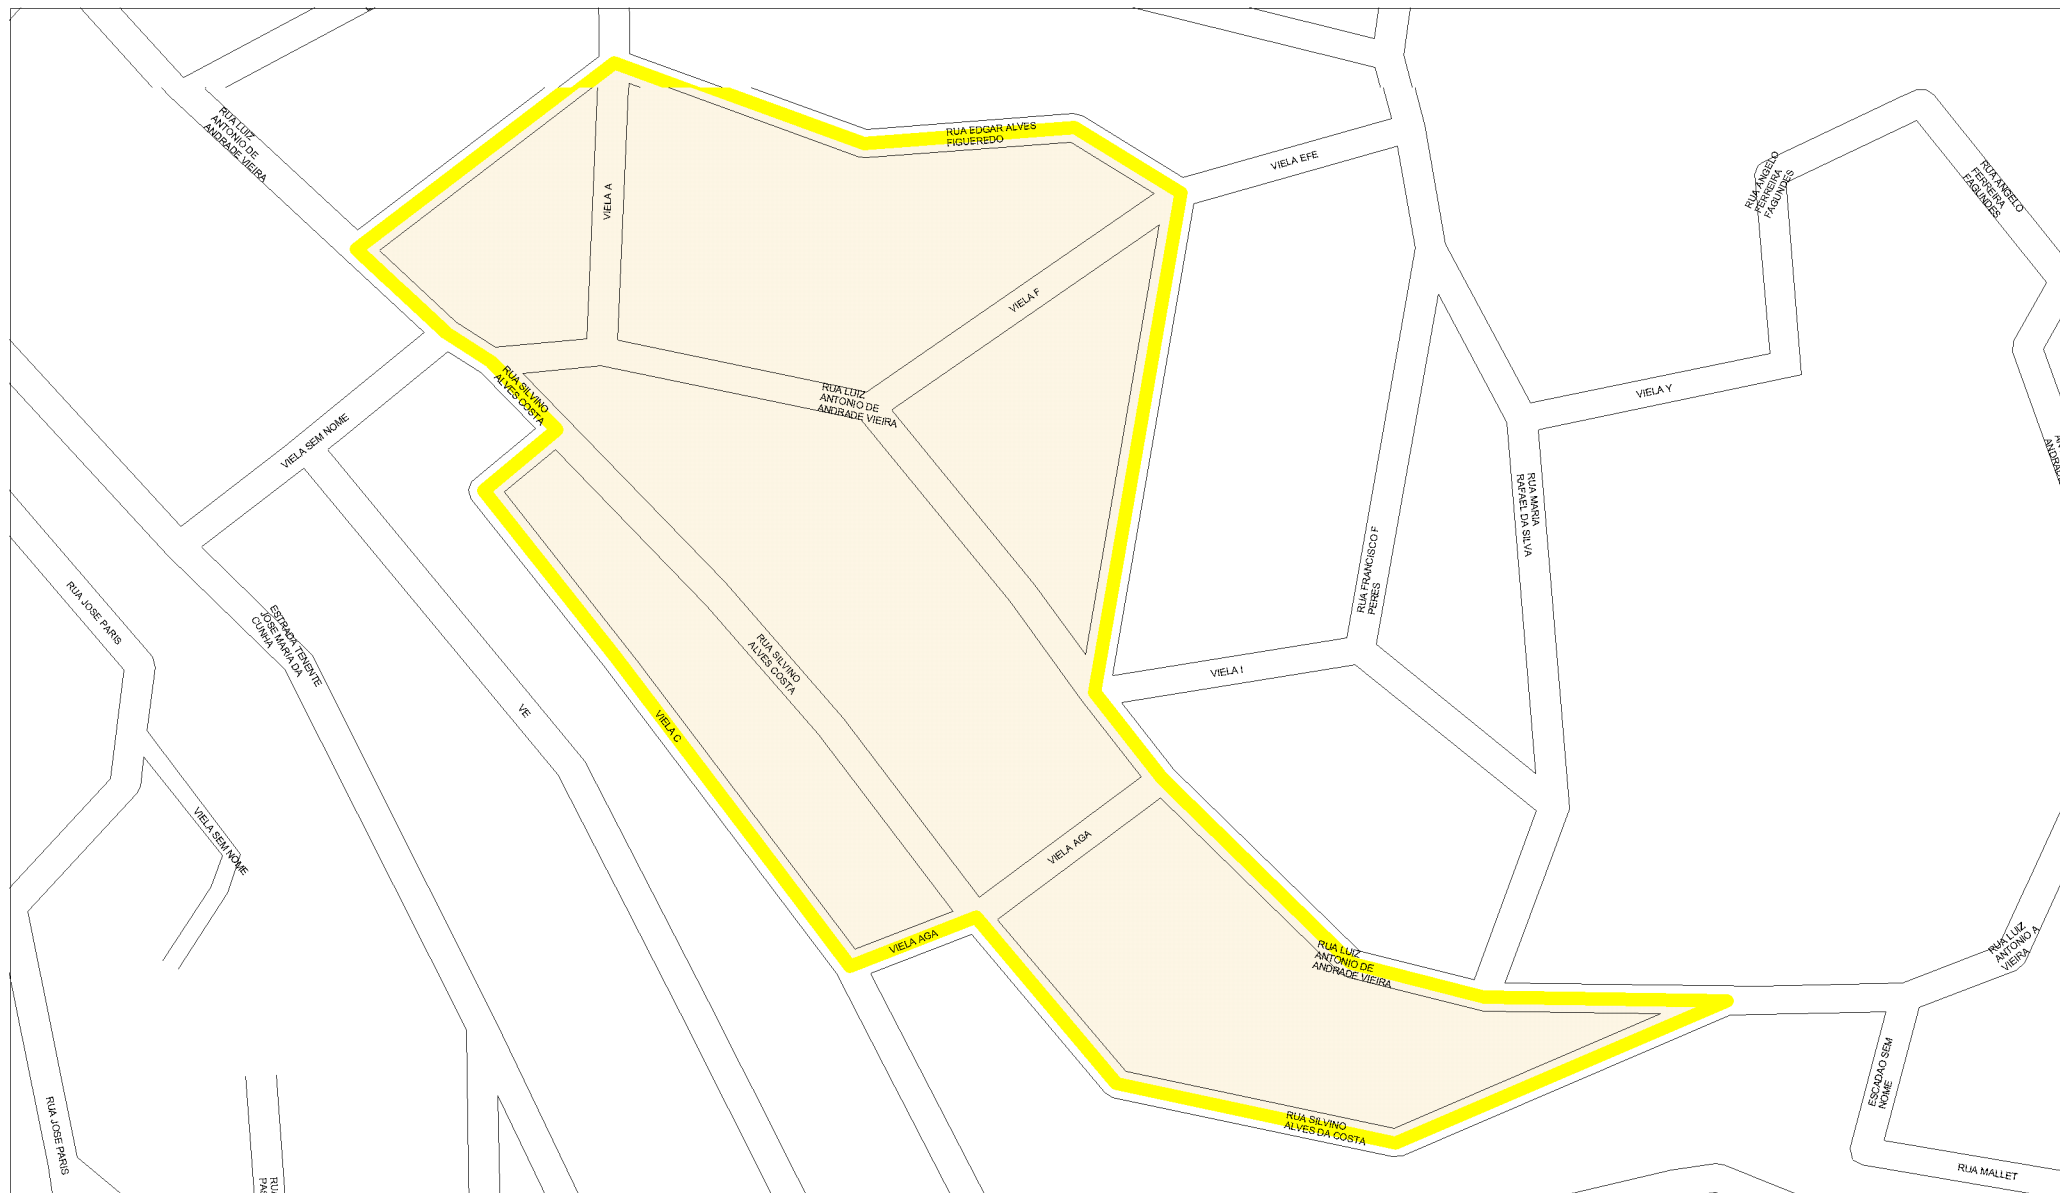 RUA LUIZ
ANTONIO DE
ANDRADE VIEIRA
RUA EDGAR ALVES
FIGUEREDO
VIELA EFE
VIELA A
RUA ANGELO
FERREIRA
FAGUNDES
RUA ANGELO
FERREIRA
FAGUNDES
VIELA F
RUA SILVINO
ALVES COSTA
RUA LUIZ
ANTONIO DE
ANDRADE VIEIRA
VIELA Y
VIELA SEM NOME
RUA MARIA
RAFAEL DA SILVA
RUA FRANCISCO F
PERES
RUA JOSE PARIS
ESTRADA TENENTE
JOSE MARIA DA
CUNHA
RUA SILVINO
ALVES COSTA
VIELA I
VE
VIELA C
VIELA SEM NOME
VIELA AGA
VIELA AGA
RUA LUIZ
ANTONIO DE
ANDRADE VIEIRA
RUA LUIZ
ANTONIO A
VIEIRA
ESCADAO SEM
NOME
RUA JOSE PARIS
RUA SILVINO
ALVES DA COSTA
RUA MALLET